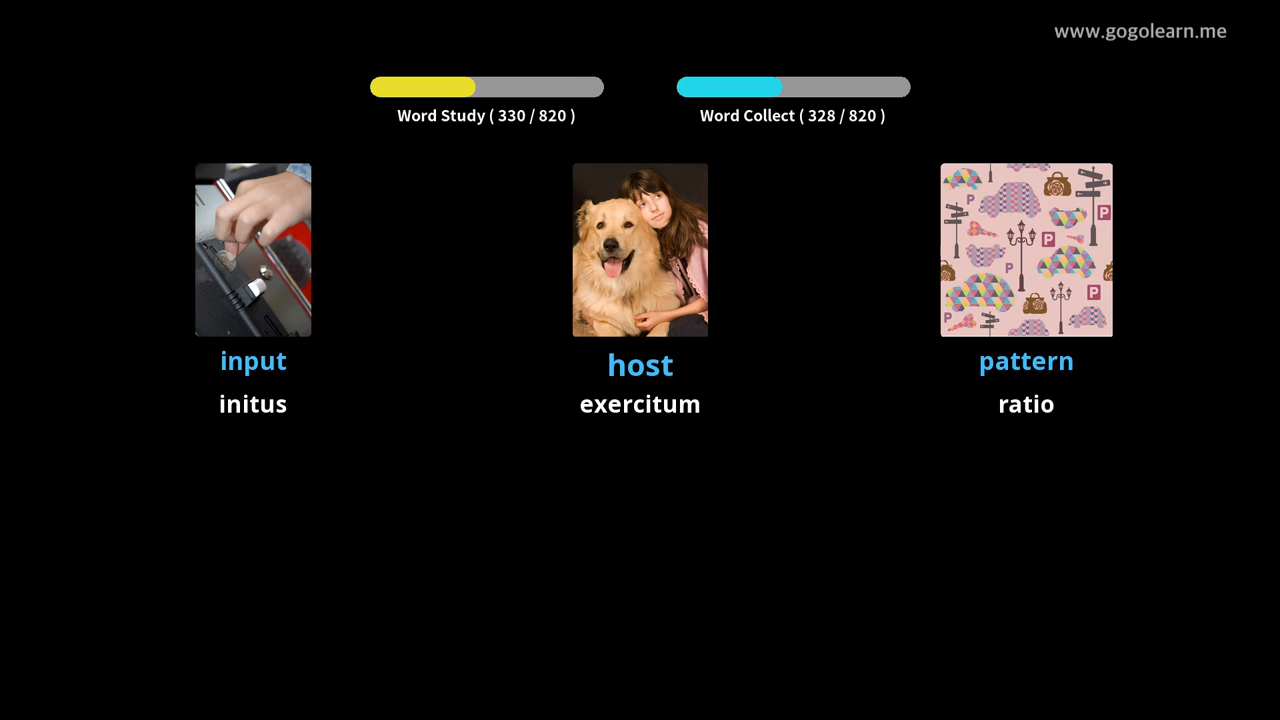 www.gogolearn.me
Word Study ( 330 / 820 )
Word Collect ( 328 / 820 )
P
P
P
P
P
P
input
host
pattern
initus
exercitum
ratio